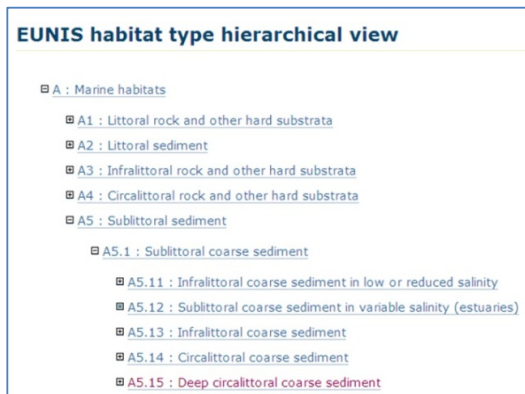 EUNIS habitat type hierarchical view
A : Marine habitats
A1 : Littoral rock and other hard substrata
A2 : Littoral sediment
A3 : Infralittoral rock and other hard substrata
A4 : Circalittoral rock and other hard substrata
A5 : Sublittoral sediment
A5.1 : Sublittoral coarse sediment
A5.11 : Infralittoral coarse sediment in low or reduced salinity
A5.12 : Sublittoral coarse sediment in variable salinity (estuaries)
A5.13 : Infralittoral coarse sediment
A5.14 : Circalittoral coarse sediment
A5.15 : Deep circalittoral coarse sediment